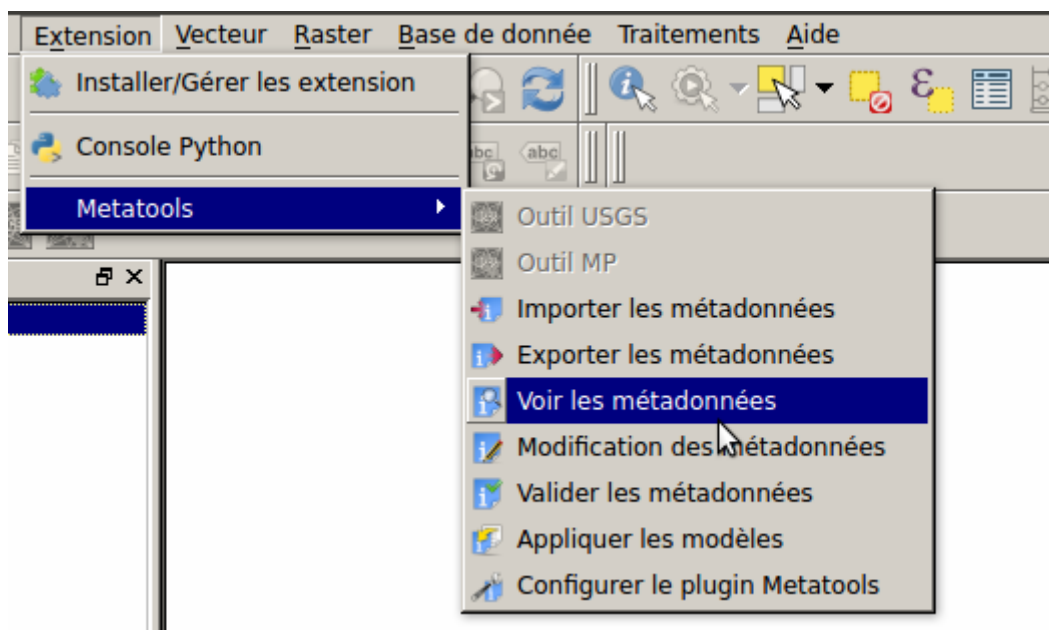 Extension Vecteur Raster Base de donnée Traitements Aide
Installer/Gérer les extension
Console Python
abc abc
Metatools
Outil USGS
Outil MP
Importer les métadonnées
Exporter les métadonnées
Voir les métadonnées
Modification des métadonnées
Valider les métadonnées
Appliquer les modèles
Configurer le plugin Metatools